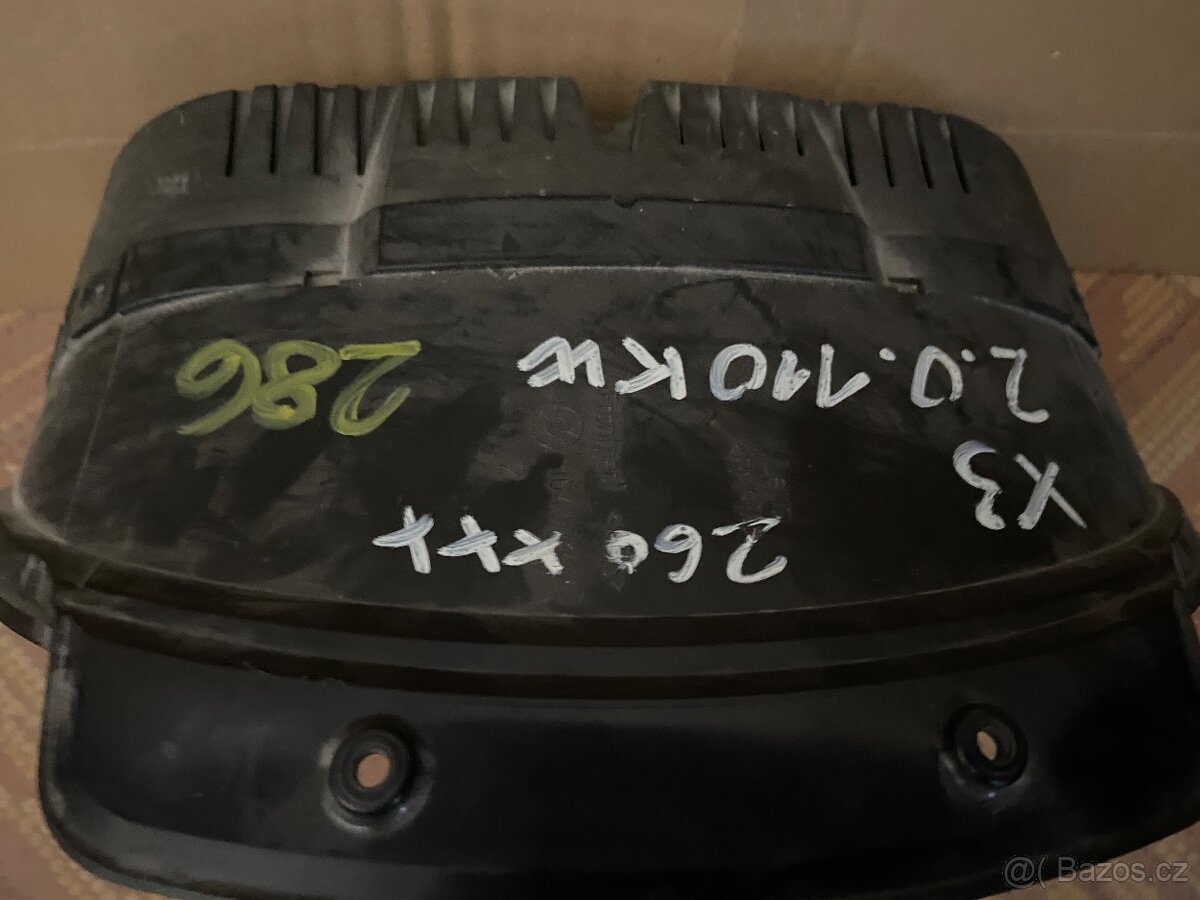 X3 260 xxx
2.0.110KW 286
@( Bazos.cz